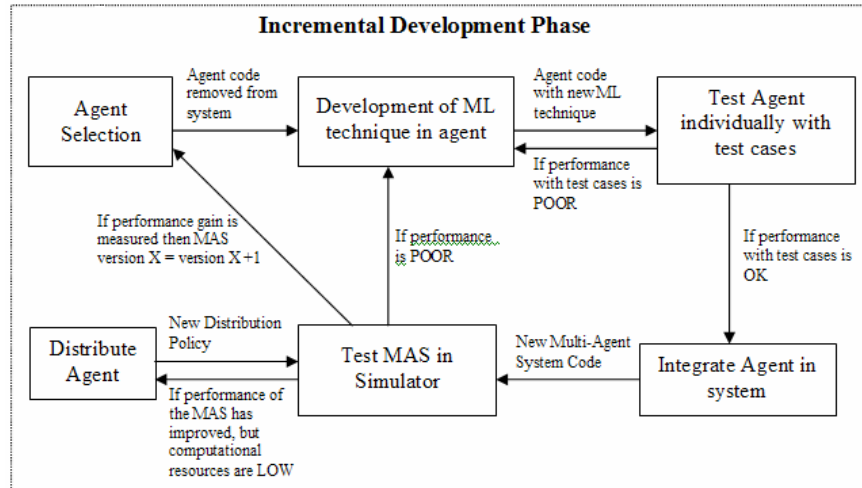 Incremental Development Phase
Agent code
removed from
system
Agent code
with new ML
technique
Agent
Selection
Development of ML
technique in agent
Test Agent
individually with
test cases
If performance
with test cases is
POOR
If performance gain is
measured then MAS
version X = version X +1
If performance
is POOR
If performance
with test cases is
OK
New Distribution
Policy
Distribute
Agent
Test MAS in
Simulator
New Multi-Agent
System Code
Integrate Agent in
system
If performance of
the MAS has
improved, but
computational
resources are LOW